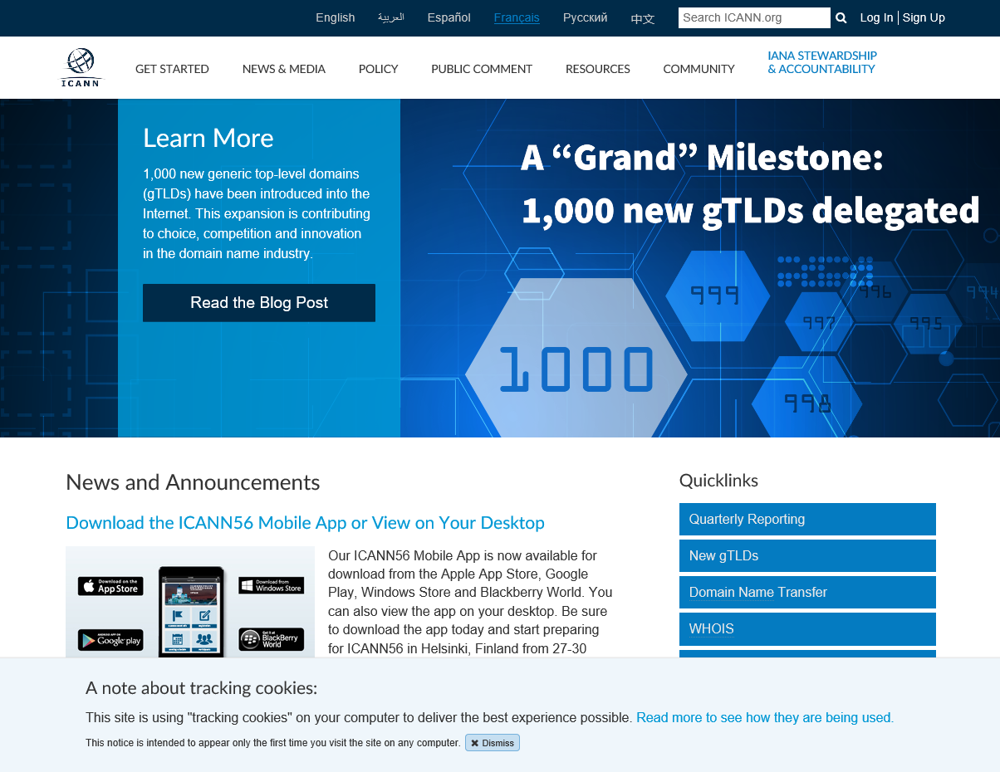 English
العربية
Español
Français
Русский
中文
Search ICANN.org
Log In
Sign Up
ICANN
GET STARTED
NEWS & MEDIA
POLICY
PUBLIC COMMENT
RESOURCES
COMMUNITY
IANA STEWARDSHIP
& ACCOUNTABILITY
Learn More
1,000 new generic top-level domains
(gTLDs) have been introduced into the
Internet. This expansion is contributing
to choice, competition and innovation
in the domain name industry.
Read the Blog Post
A “Grand” Milestone:
1,000 new gTLDs delegated
1000
999
998
997
996
995
994
News and Announcements
Download the ICANN56 Mobile App or View on Your Desktop
Download on the
App Store
Download from
Windows Store
ANDROID APP ON
Google play
Get it at
BlackBerry
World
Our ICANN56 Mobile App is now available for
download from the Apple App Store, Google
Play, Windows Store and Blackberry World. You
can also view the app on your desktop. Be sure
to download the app today and start preparing
for ICANN56 in Helsinki, Finland from 27-30
Quicklinks
Quarterly Reporting
New gTLDs
Domain Name Transfer
WHOIS
A note about tracking cookies:
This site is using "tracking cookies" on your computer to deliver the best experience possible. Read more to see how they are being used.
This notice is intended to appear only the first time you visit the site on any computer.
✖ Dismiss